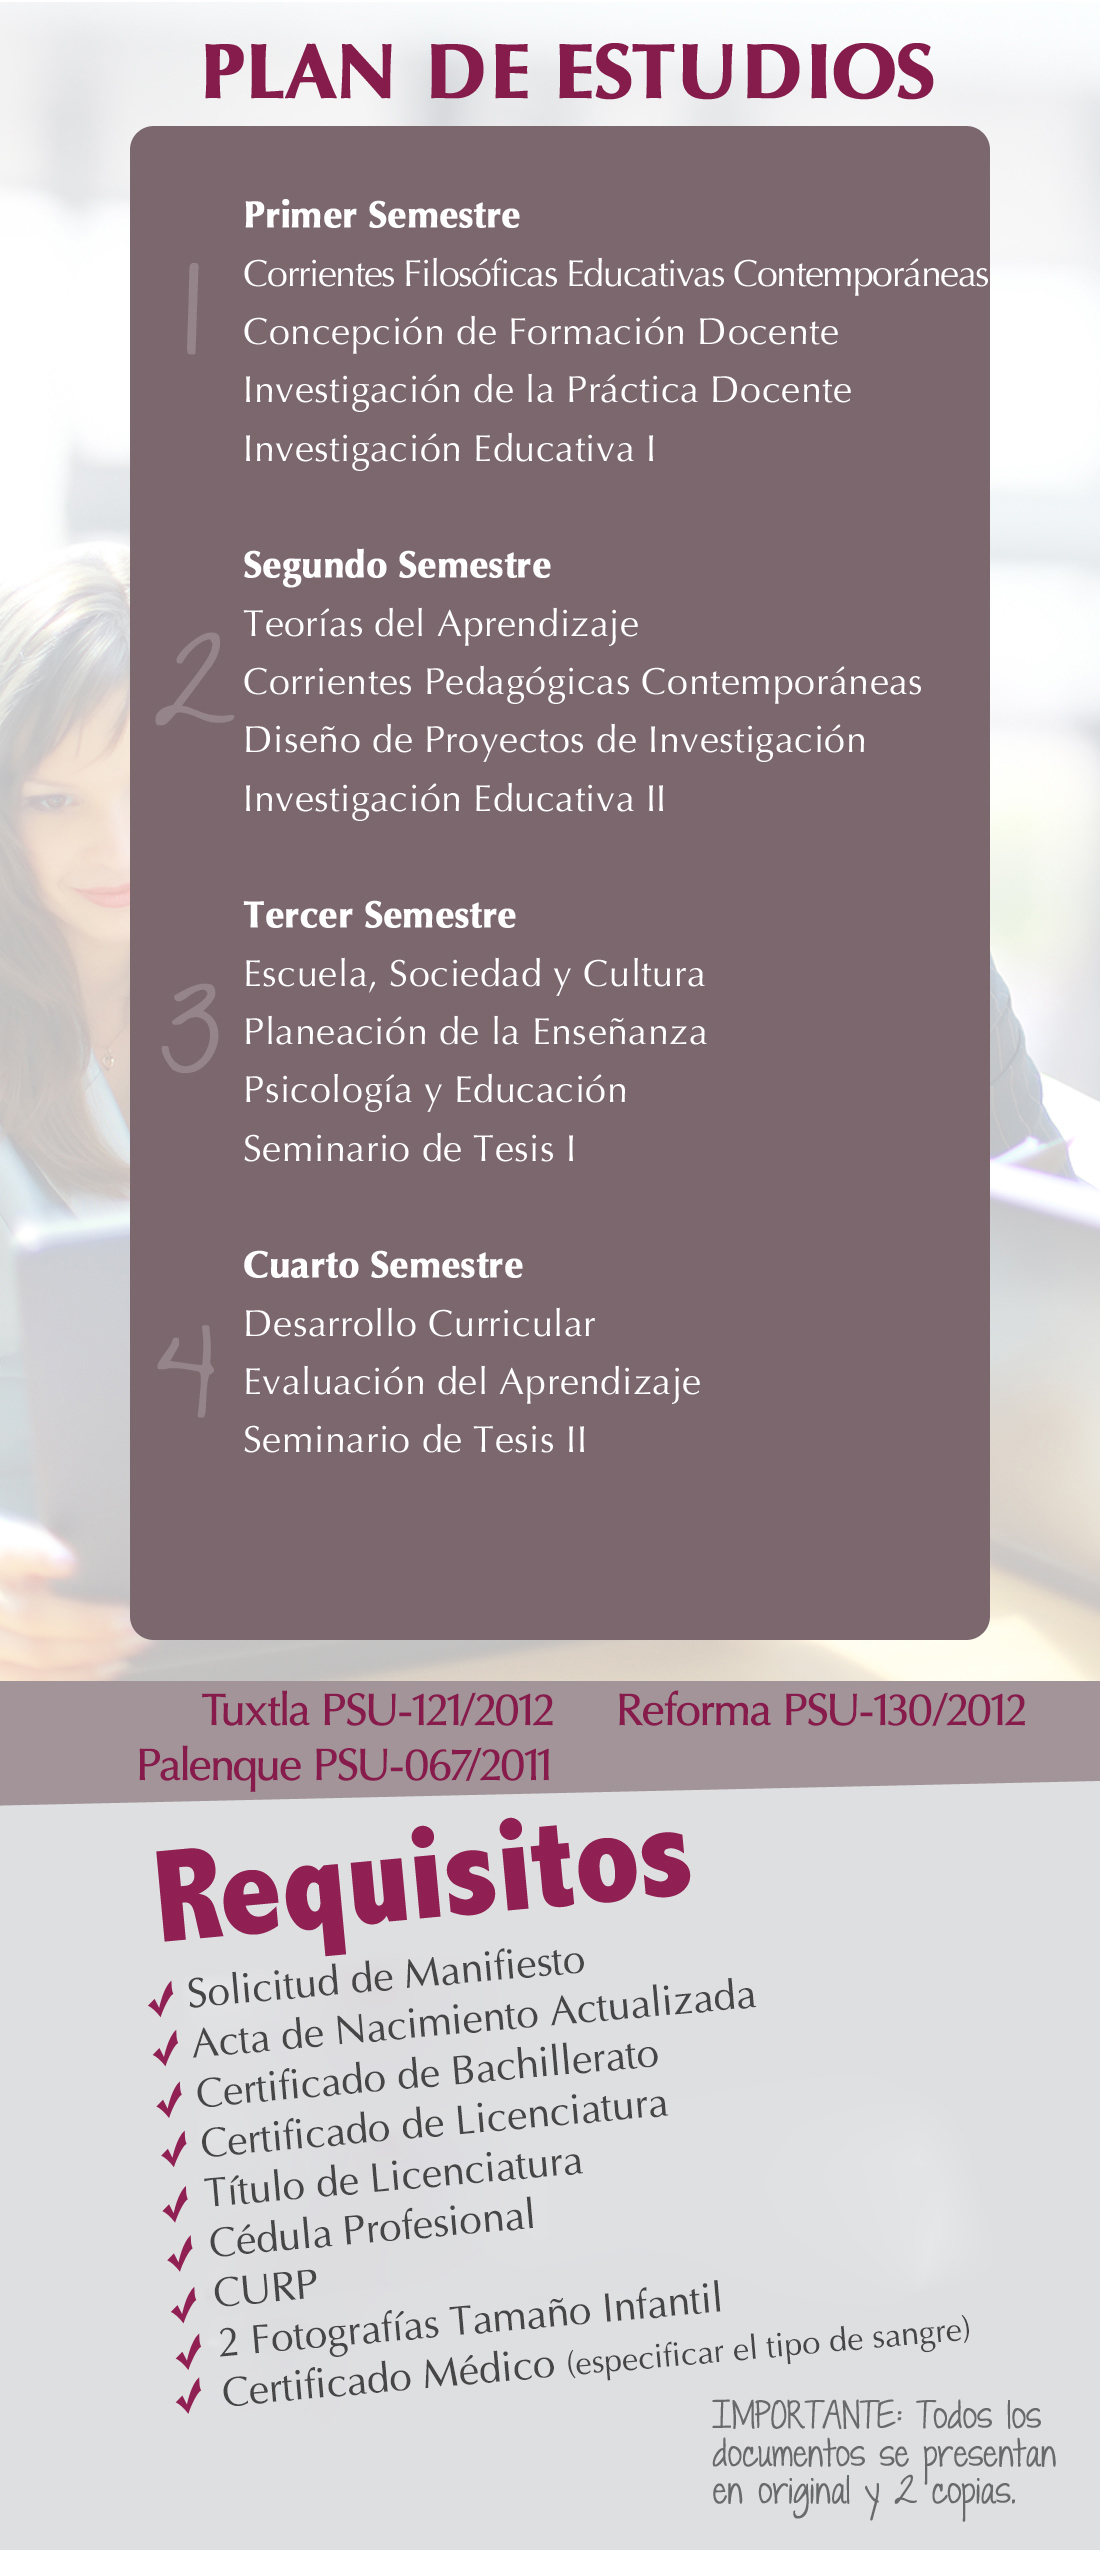 PLAN DE ESTUDIOS
Primer Semestre
1
Corrientes Filosóficas Educativas Contemporáneas
Concepción de Formación Docente
Investigación de la Práctica Docente
Investigación Educativa I
Segundo Semestre
2
Teorías del Aprendizaje
Corrientes Pedagógicas Contemporáneas
Diseño de Proyectos de Investigación
Investigación Educativa II
Tercer Semestre
3
Escuela, Sociedad y Cultura
Planeación de la Enseñanza
Psicología y Educación
Seminario de Tesis I
Cuarto Semestre
4
Desarrollo Curricular
Evaluación del Aprendizaje
Seminario de Tesis II
Tuxtla PSU-121/2012 Reforma PSU-130/2012
Palenque PSU-067/2011
Requisitos
Solicitud de Manifiesto
Acta de Nacimiento Actualizada
Certificado de Bachillerato
Certificado de Licenciatura
Título de Licenciatura
Cédula Profesional
CURP
2 Fotografías Tamaño Infantil
Certificado Médico (especificar el tipo de sangre)
IMPORTANTE: Todos los
documentos se presentan
en original y 2 copias.